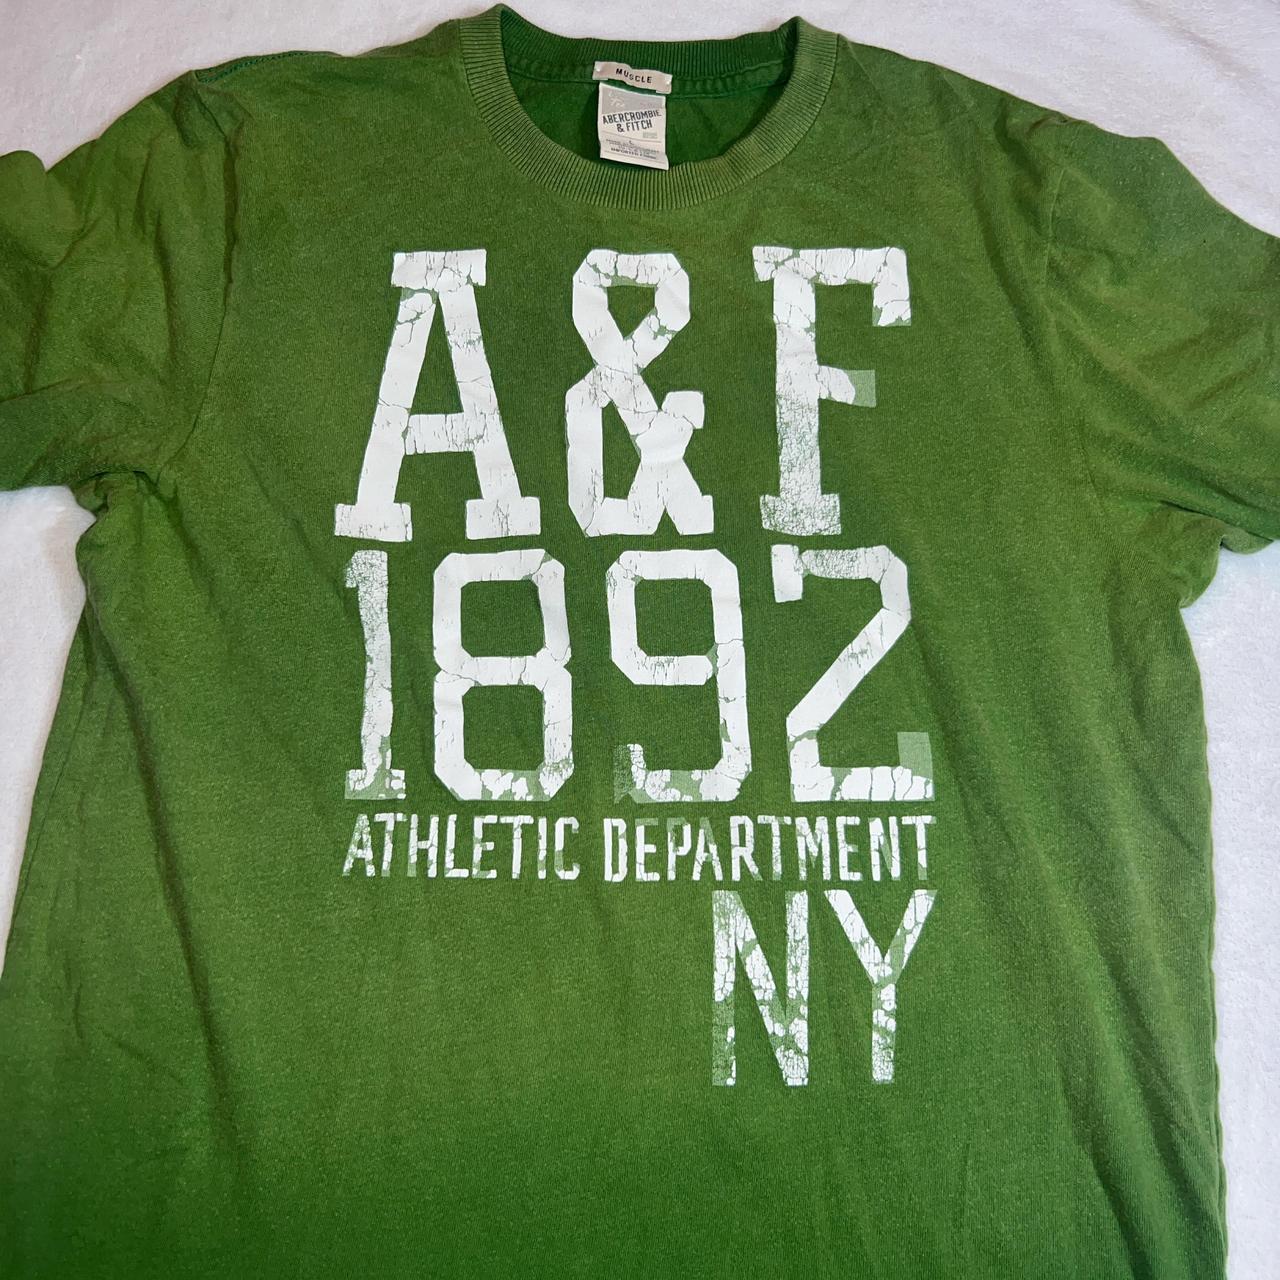 MUSCLE
ABERCROMBIE
& FITCH
L
A&F
1892
ATHLETIC DEPARTMENT
NY